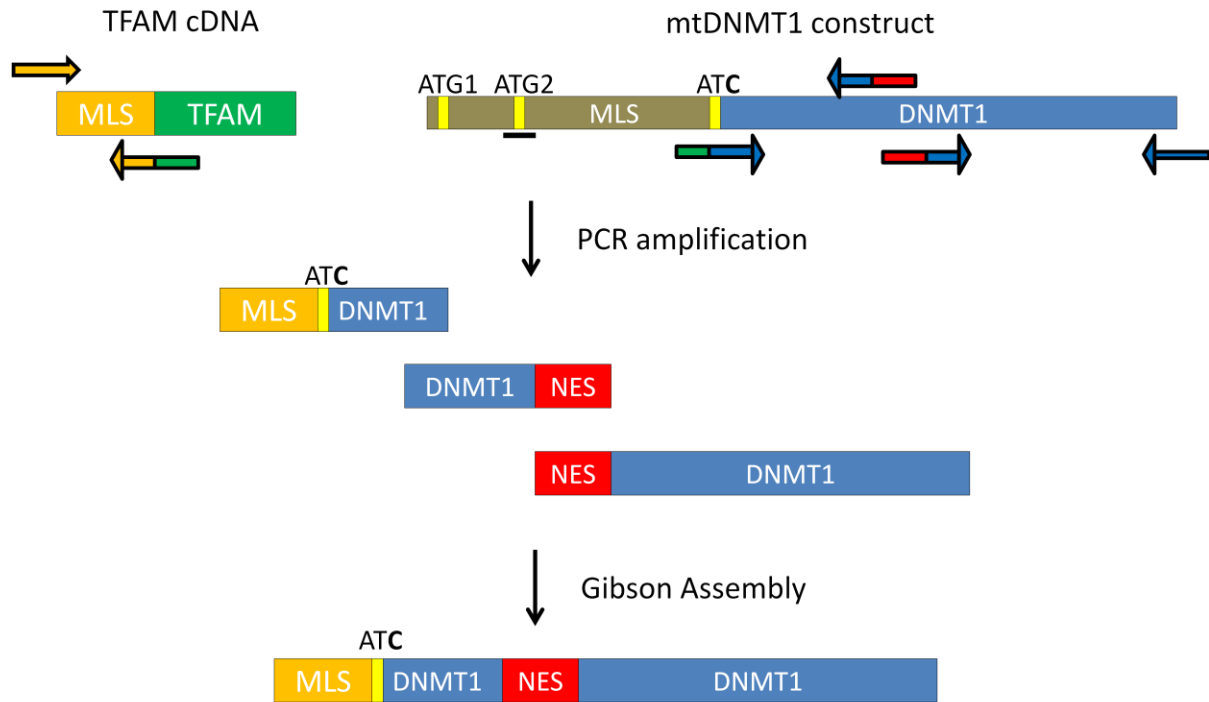 TFAM cDNA
mtDNMT1 construct
ATG1 ATG2 ATC
MLS TFAM
MLS DNMT1
PCR amplification
ATC
MLS DNMT1
DNMT1 NES
NES DNMT1
Gibson Assembly
ATC
MLS DNMT1 NES DNMT1